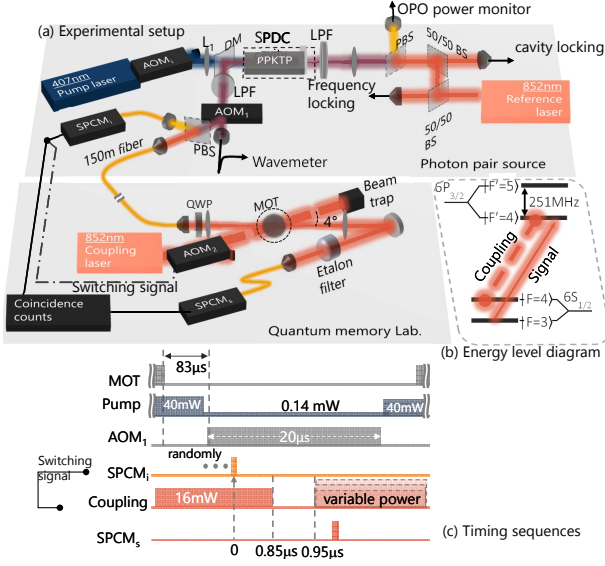 (a) Experimental setup
OPO power monitor
AOM₁
L₁
DM
SPDC
PPKTP
LPF
PBS
50/50 BS
cavity locking
407nm
Pump laser
LPF
Frequency
locking
852nm
Reference
laser
SPCMᵢ
AOM₁
50/50
BS
150m fiber
PBS
Wavemeter
Photon pair source
QWP
MOT
Beam
trap
4°
852nm
Coupling
laser
AOM₂
Switching signal
Etalon
filter
Coincidence
counts
SPCMₛ
Quantum memory Lab.
6P₃/₂
|F'=5⟩
|F'=4⟩
251MHz
Coupling
Signal
|F=4⟩
|F=3⟩
6S₁/₂
(b) Energy level diagram
83μs
MOT
Pump
40mW
0.14 mW
40mW
AOM₁
20μs
randomly
Switching
signal
SPCMᵢ
Coupling
16mW
variable power
SPCMₛ
0
0.85μs
0.95μs
(c) Timing sequences